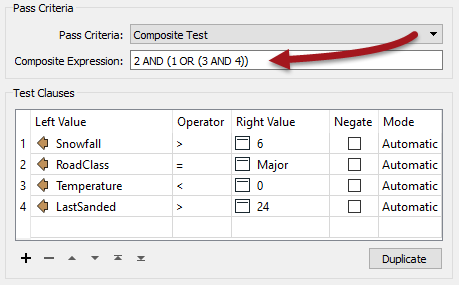 Pass Criteria
Pass Criteria: Composite Test
Composite Expression: 2 AND (1 OR (3 AND 4))
Test Clauses
Left Value Operator Right Value Negate Mode
1 Snowfall > 6 Automatic
2 RoadClass = Major Automatic
3 Temperature < 0 Automatic
4 LastSanded > 24 Automatic
Duplicate